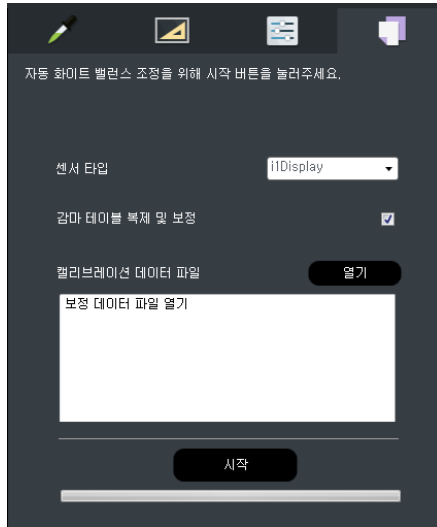 자동 화이트 밸런스 조정을 위해 시작 버튼을 눌러주세요.
센서 타입 i1Display
감마 테이블 복제 및 보정
캘리브레이션 데이터 파일 열기
보정 데이터 파일 열기
시작